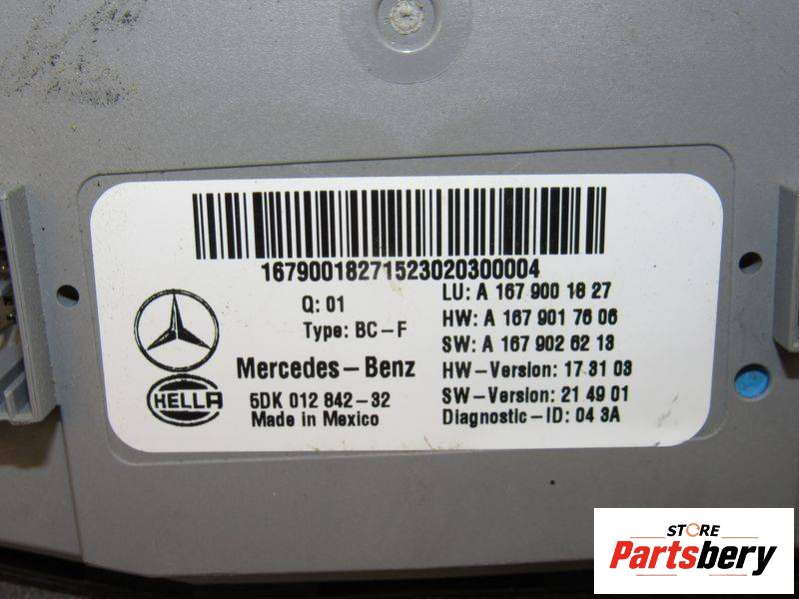 16790018271523020300004
Q: 01
Type: BC-F
Mercedes-Benz
HELLA
5DK 012 842-32
Made in Mexico
LU: A 167 900 18 27
HW: A 167 901 76 06
SW: A 167 902 62 13
HW-Version: 17 31 03
SW-Version: 21 49 01
Diagnostic-ID: 04 3A
STORE
Partsbery